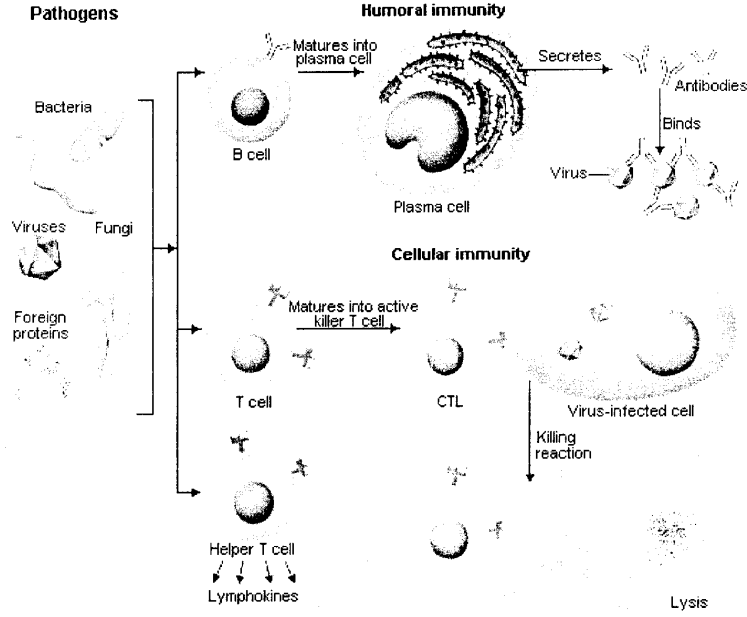 Pathogens
Humoral immunity
Bacteria
Viruses
Fungi
Foreign
proteins
B cell
Matures into
plasma cell
Plasma cell
Secretes
Antibodies
Binds
Virus
Cellular immunity
T cell
Matures into active
killer T cell
CTL
Virus-infected cell
Killing
reaction
Helper T cell
Lymphokines
Lysis